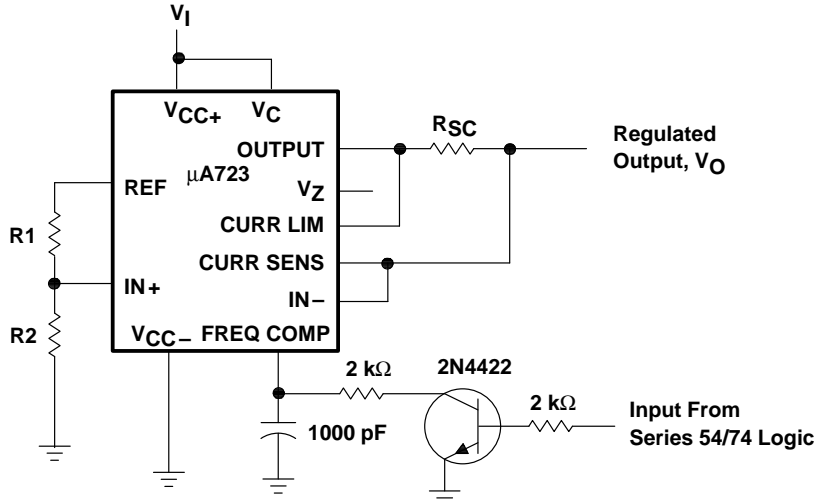 VI
VCC+
VC
OUTPUT
RSC
Regulated
Output, VO
μA723
REF
VZ
CURR LIM
R1
CURR SENS
IN+
IN−
R2
VCC−
FREQ COMP
2 kΩ
2N4422
2 kΩ
Input From
Series 54/74 Logic
1000 pF